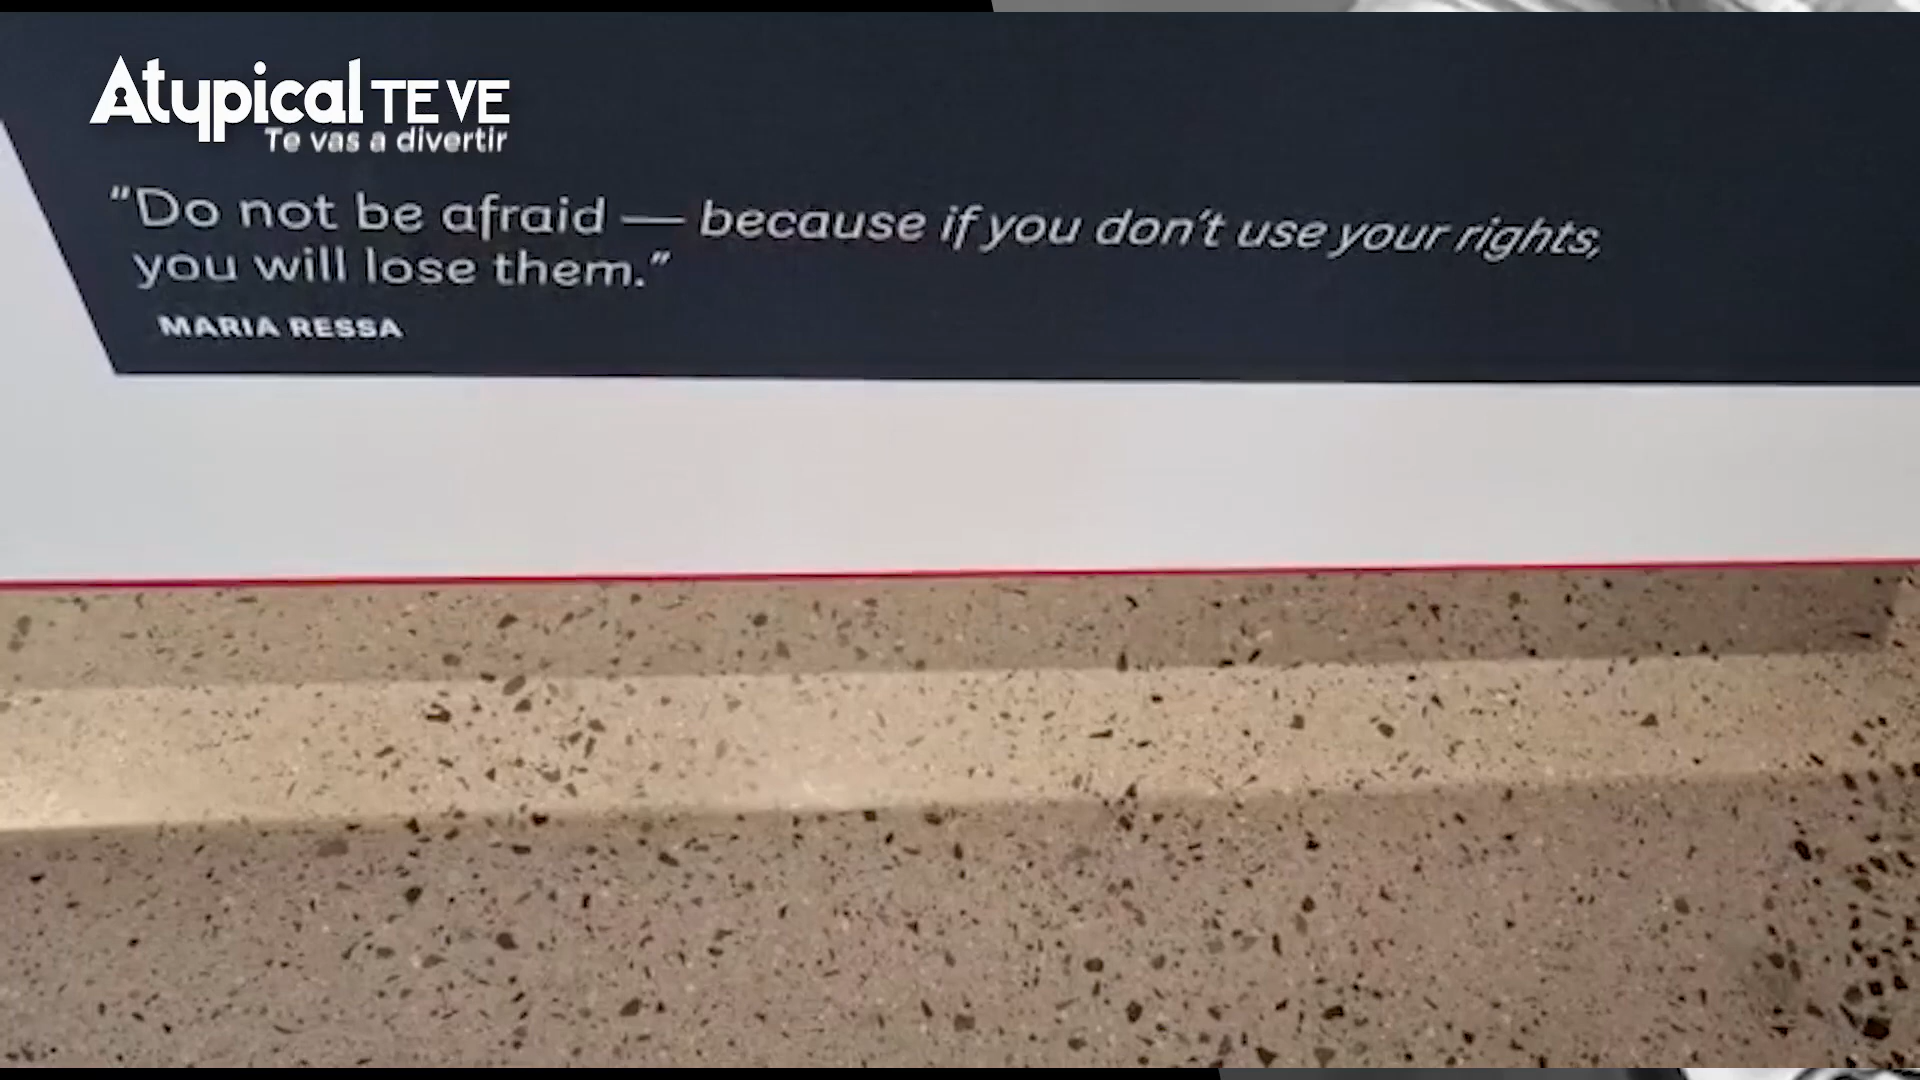 Atypical TE VE
Te vas a divertir
“Do not be afraid — because if you don’t use your rights,
you will lose them.”
MARIA RESSA